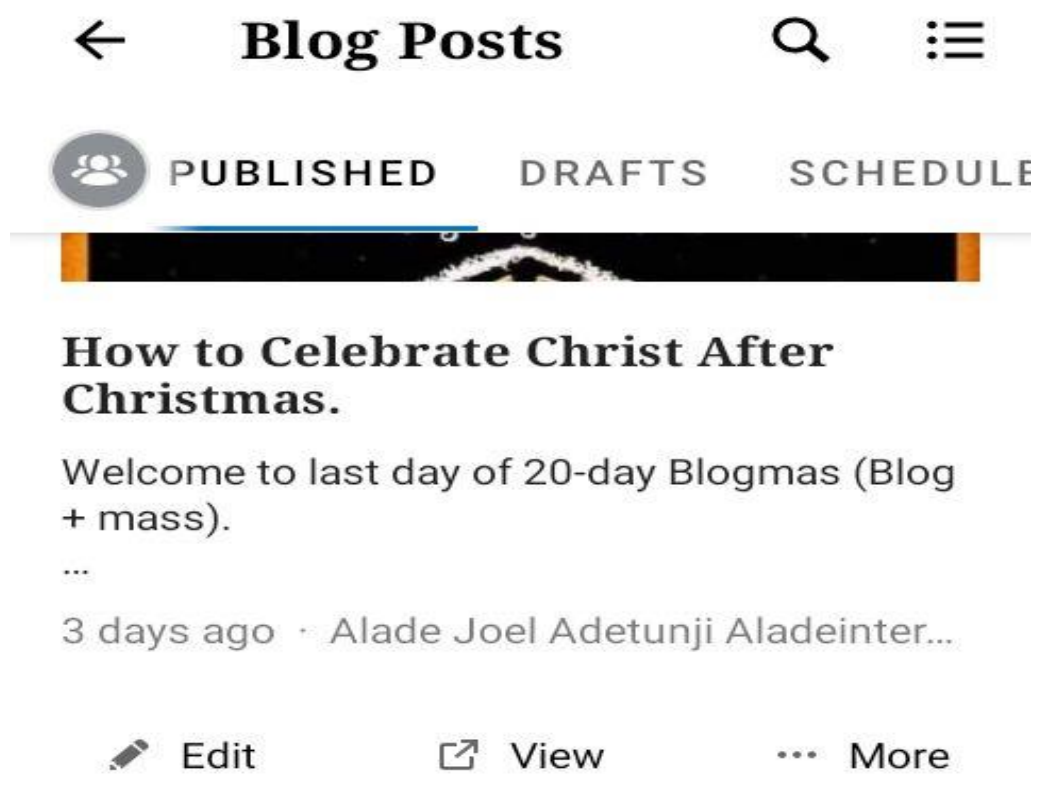 Blog Posts
PUBLISHED DRAFTS SCHEDULE
How to Celebrate Christ After
Christmas.
Welcome to last day of 20-day Blogmas (Blog
+ mass).
...
3 days ago · Alade Joel Adetunji Aladeinter...
Edit View More